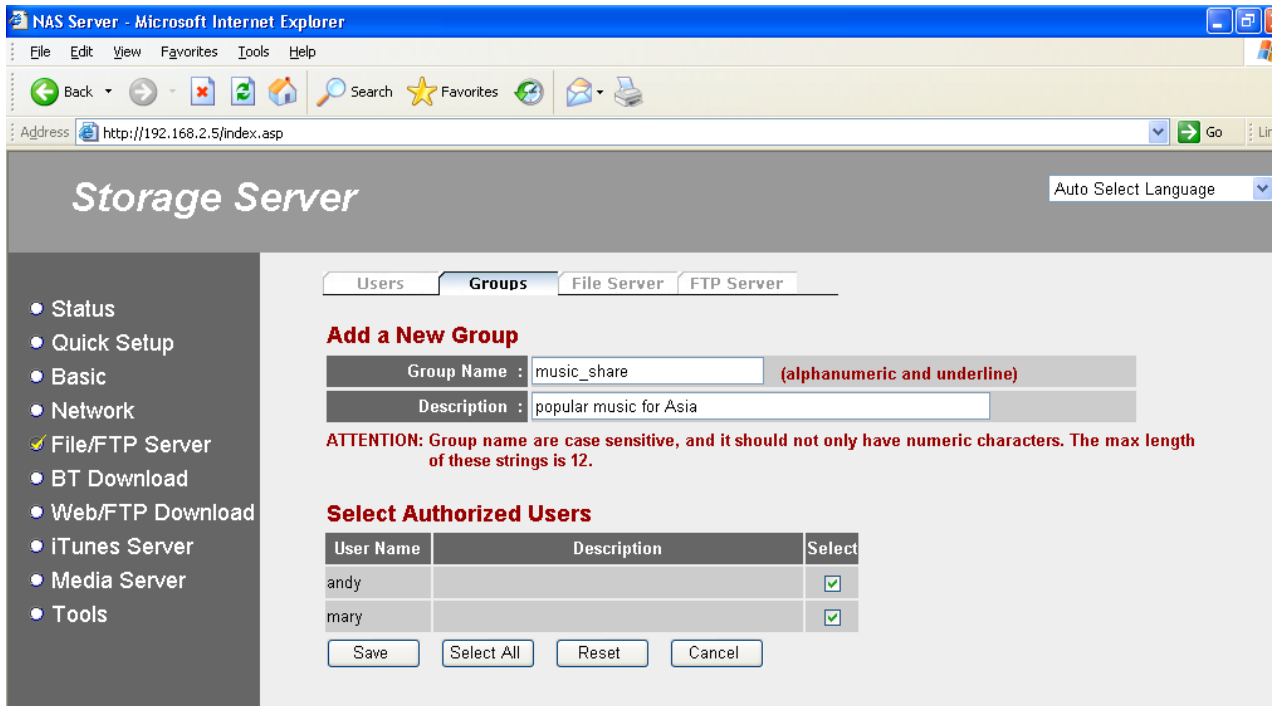 NAS Server - Microsoft Internet Explorer
File Edit View Favorites Tools Help
Back Search Favorites
Address http://192.168.2.5/index.asp Go
Storage Server
Auto Select Language
Users Groups File Server FTP Server
Status
Quick Setup
Basic
Network
File/FTP Server
BT Download
Web/FTP Download
iTunes Server
Media Server
Tools
Add a New Group
Group Name : music_share (alphanumeric and underline)
Description : popular music for Asia
ATTENTION: Group name are case sensitive, and it should not only have numeric characters. The max length
of these strings is 12.
Select Authorized Users
User Name Description Select
andy
mary
Save Select All Reset Cancel